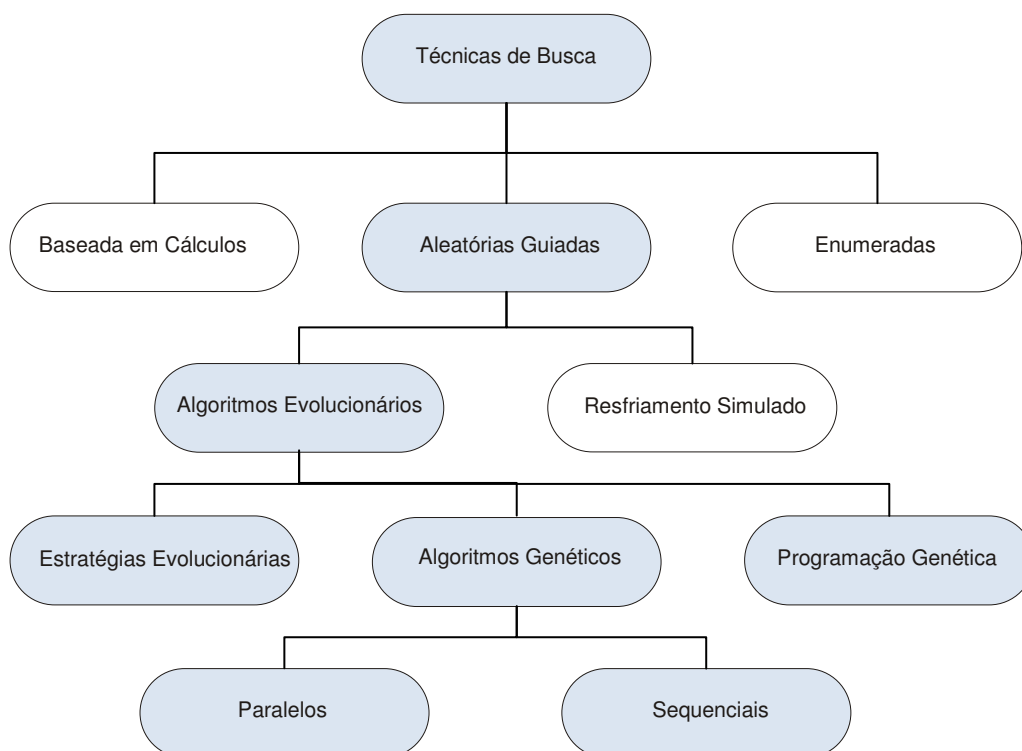 Técnicas de Busca
Baseada em Cálculos
Aleatórias Guiadas
Enumeradas
Algoritmos Evolucionários
Resfriamento Simulado
Estratégias Evolucionárias
Algoritmos Genéticos
Programação Genética
Paralelos
Sequenciais